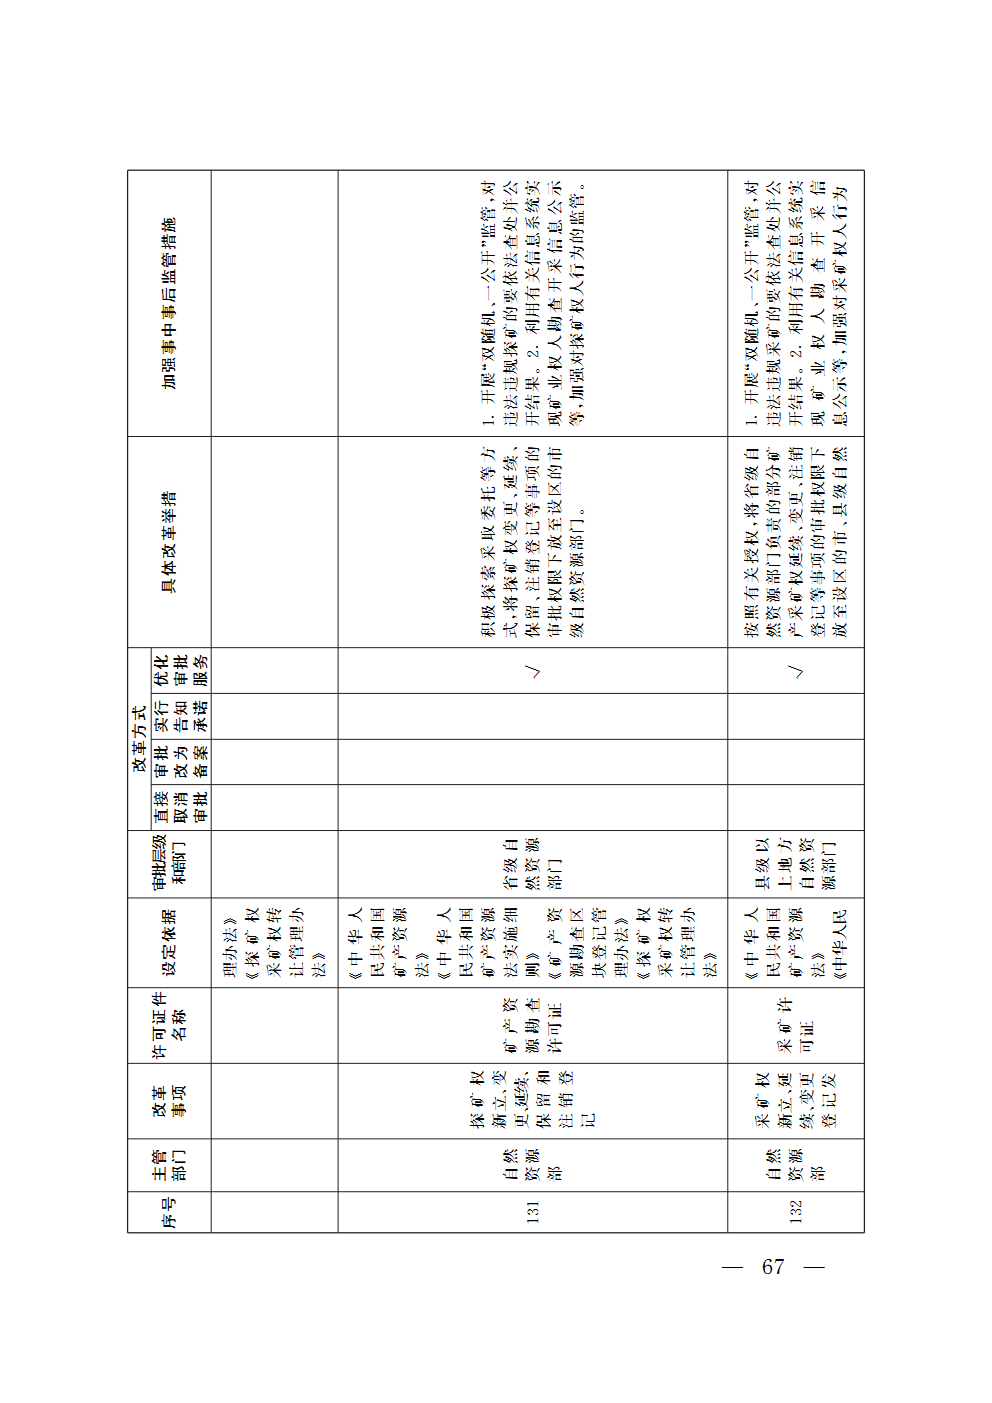 序号
主管
部门
改革
事项
许可证件
名称
设定依据
审批层级
和部门
改革方式
直接
取消
审批
审批
改为
备案
实行
告知
承诺
优化
审批
服务
具体改革举措
加强事中事后监管措施
理办法》
《探矿权
采矿权转
让管理办
法》
131
自然
资源
部
探矿权
新立、变
更、延续、
保留和
注销登
记
矿产资
源勘查
许可证
《中华人
民共和国
矿产资源
法》
《中华人
民共和国
矿产资源
法实施细
则》
《矿产资
源勘查区
块登记管
理办法》
《探矿权
采矿权转
让管理办
法》
省级自
然资源
部门
√
积极探索采取委托等方
式,将探矿权变更、延续、
保留、注销登记等事项的
审批权限下放至设区的市
级自然资源部门。
1. 开展“双随机、一公开”监管,对
违法违规探矿的要依法查处并公
开结果。2. 利用有关信息系统实
现矿业权人勘查开采信息公示
等,加强对探矿权人行为的监管。
132
自然
资源
部
采矿权
新立、延
续、变更
登记发
采矿许
可证
《中华人
民共和国
矿产资源
法》
《中华人民
县级以
上地方
自然资
源部门
√
按照有关授权,将省级自
然资源部门负责的部分矿
产采矿权延续、变更、注销
登记等事项的审批权限下
放至设区的市、县级自然
1. 开展“双随机、一公开”监管,对
违法违规采矿的要依法查处并公
开结果。2. 利用有关信息系统实
现矿业权人勘查开采信
息公示等,加强对采矿权人行为
— 67 —